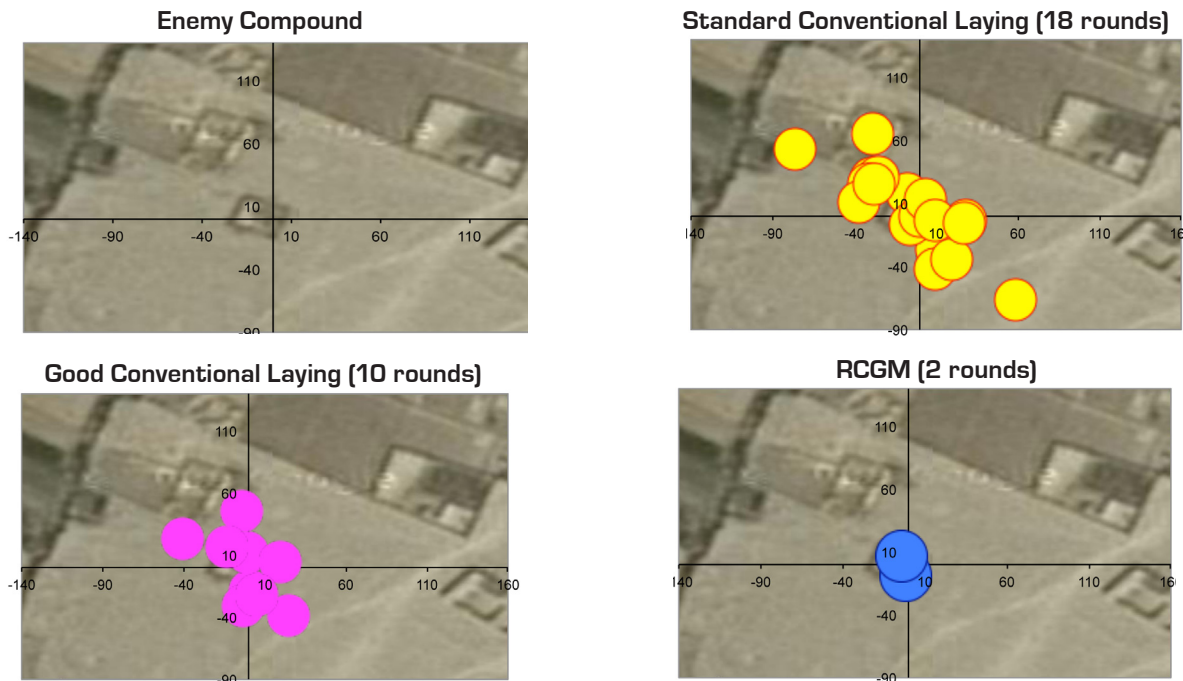 Enemy Compound
Standard Conventional Laying (18 rounds)
110
60
10
-40
-90
-140 -90 -40 10 60 110
110
60
10
-40
-90
140 -90 -40 10 60 110 16
Good Conventional Laying (10 rounds)
RCGM (2 rounds)
110
60
10
-40
-90
-140 -90 -40 10 60 110 160
110
60
10
-40
-90
140 -90 -40 10 60 110 160